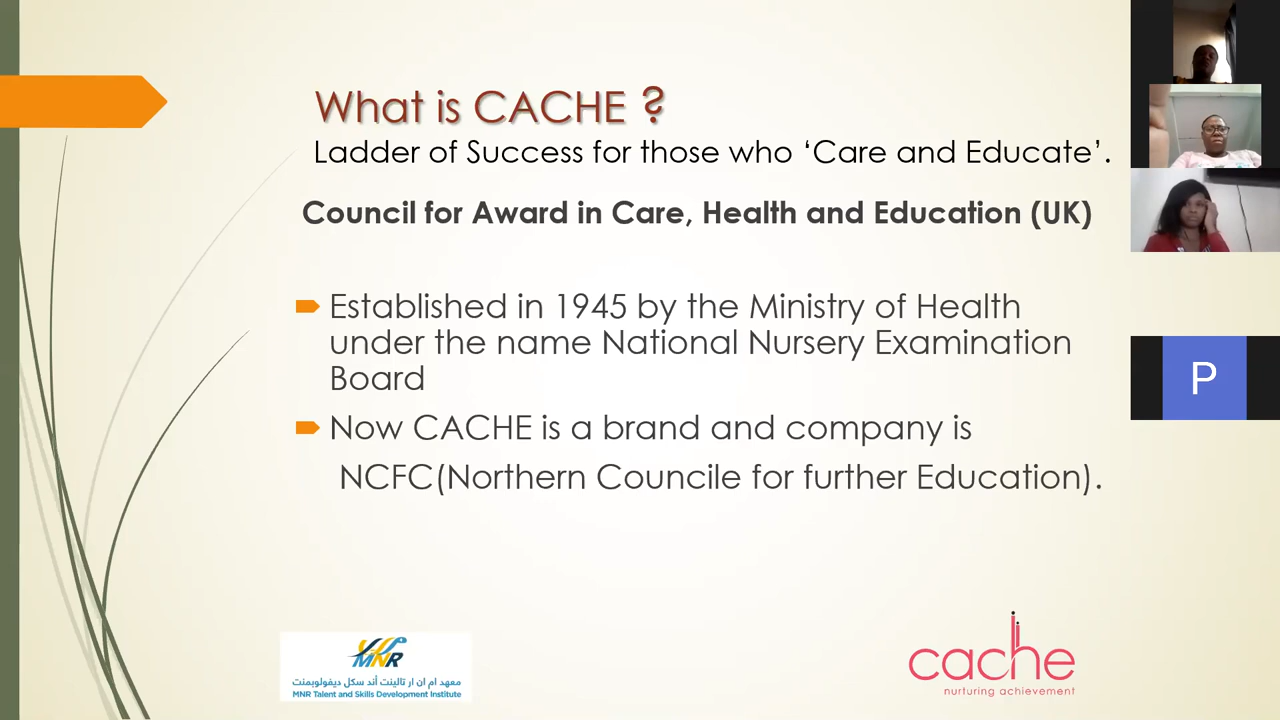 What is CACHE ?
Ladder of Success for those who ‘Care and Educate’.
Council for Award in Care, Health and Education (UK)
Established in 1945 by the Ministry of Health
under the name National Nursery Examination
Board
Now CACHE is a brand and company is
NCFC(Northern Councile for further Education).
P
MNR
معهد ام ان ار تالينت أند سكل ديفولوبمنت
MNR Talent and Skills Development Institute
cache
nurturing achievement